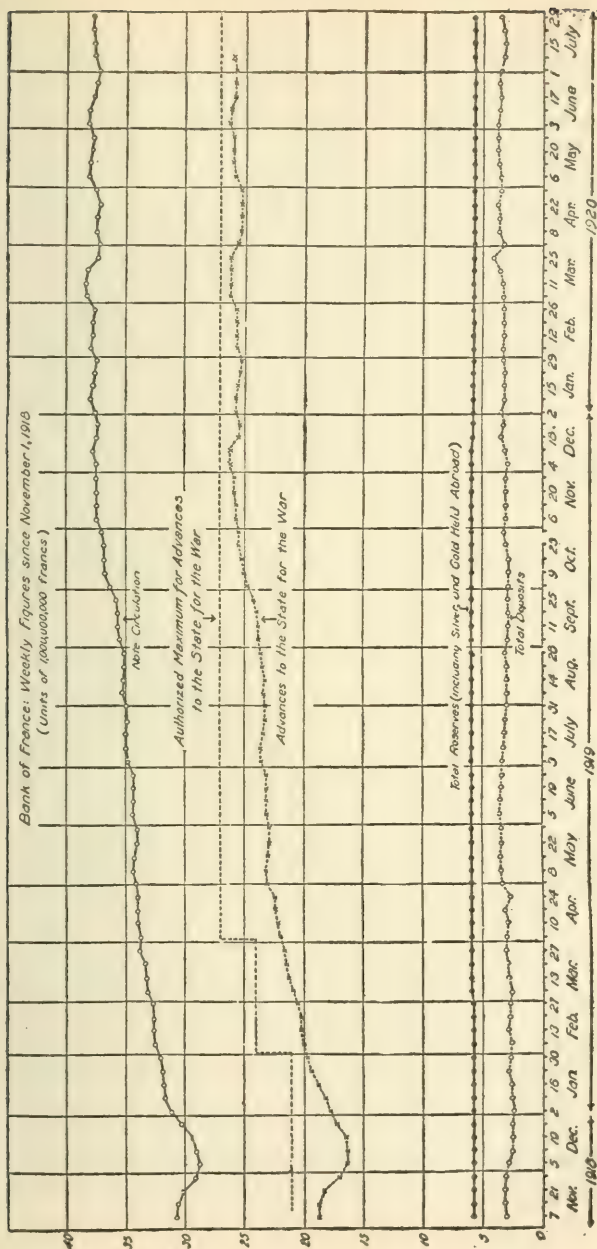 Bank of France: Weekly Figures since November 1, 1918
(Units of 1,000,000,000 Francs)
40
35
30
25
20
15
10
5
0
Note Circulation
Authorized Maximum for Advances
to the State for the War
Advances to the State for the War
Total Reserves (including Silver, and Gold Held Abroad)
Total Deposits
7 21 5 19 2 16 30 13 27 13 27 10 24 8 22 5 19 3 17 31 14 28 11 25 9 23 6 20 4 18 2 15 29 12 26 11 25 8 22 6 20 3 17 1 15 29
Nov. Dec. Jan Feb. Mar. Apr. May June July Aug. Sept. Oct. Nov. Dec. Jan. Feb. Mar. Apr. May June July
1918 1919 1920